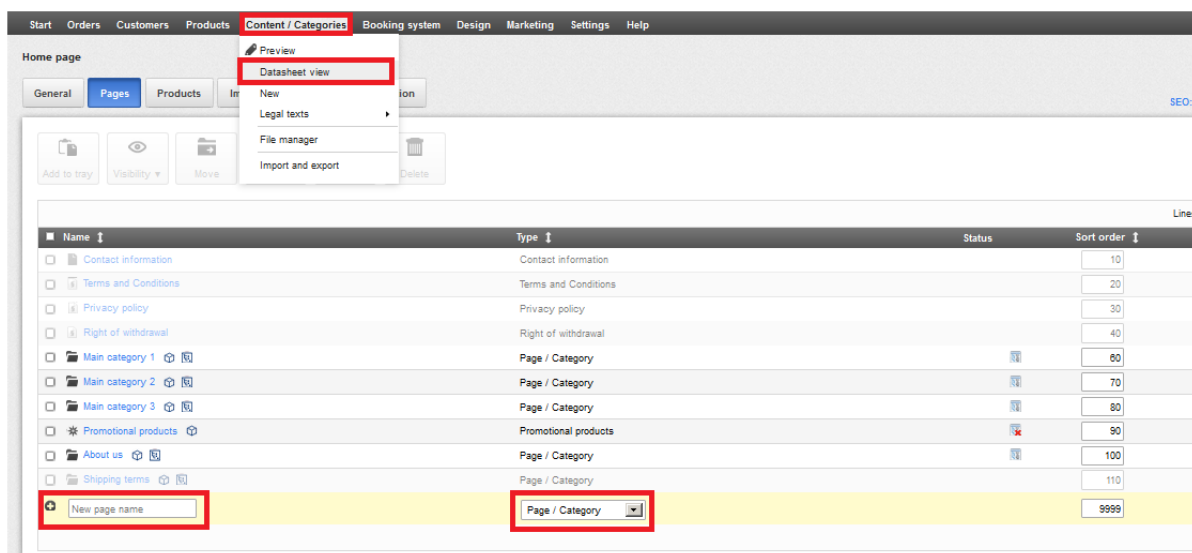 Start Orders Customers Products Content / Categories Booking system Design Marketing Settings Help
Preview
Datasheet view
New
Legal texts
File manager
Import and export
Home page
General Pages Products
SEO:
Add to tray Visibility Move Delete
Line
Name Type Status Sort order
Contact information Contact information 10
Terms and Conditions Terms and Conditions 20
Privacy policy Privacy policy 30
Right of withdrawal Right of withdrawal 40
Main category 1 Page / Category 60
Main category 2 Page / Category 70
Main category 3 Page / Category 80
Promotional products Promotional products 90
About us Page / Category 100
Shipping terms Page / Category 110
New page name Page / Category 9999